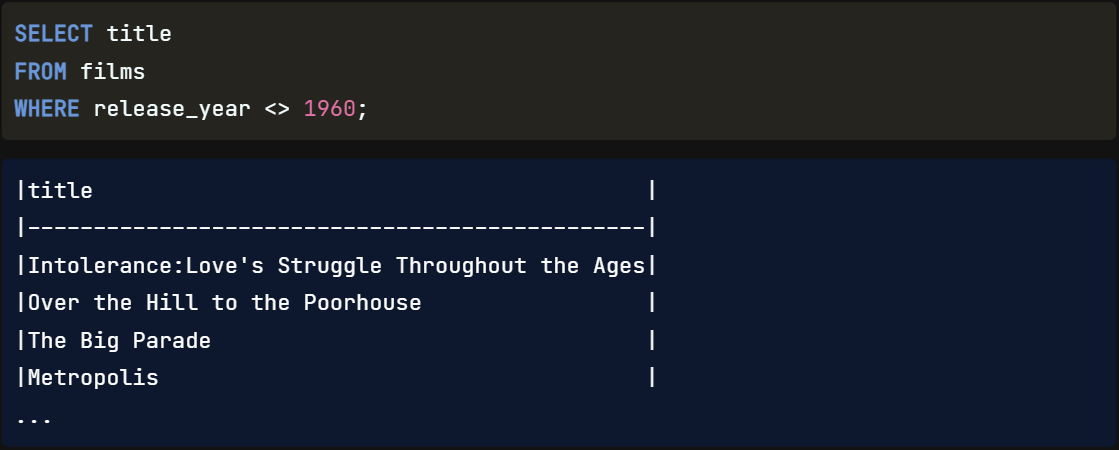 SELECT title
FROM films
WHERE release_year <> 1960;
|title                                          |
|-----------------------------------------------|
|Intolerance:Love's Struggle Throughout the Ages|
|Over the Hill to the Poorhouse                 |
|The Big Parade                                 |
|Metropolis                                     |
...